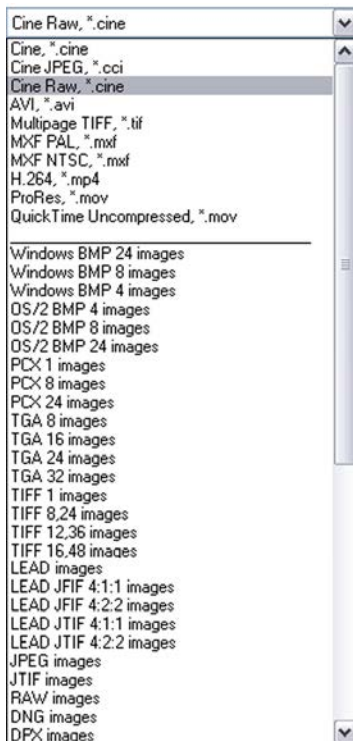 Cine Raw, *.cine
Cine, *.cine
Cine JPEG, *.cci
Cine Raw, *.cine
AVI, *.avi
Multipage TIFF, *.tif
MXF PAL, *.mxf
MXF NTSC, *.mxf
H.264, *.mp4
ProRes, *.mov
QuickTime Uncompressed, *.mov
Windows BMP 24 images
Windows BMP 8 images
Windows BMP 4 images
OS/2 BMP 4 images
OS/2 BMP 8 images
OS/2 BMP 24 images
PCX 1 images
PCX 8 images
PCX 24 images
TGA 8 images
TGA 16 images
TGA 24 images
TGA 32 images
TIFF 1 images
TIFF 8,24 images
TIFF 12,36 images
TIFF 16,48 images
LEAD images
LEAD JFIF 4:1:1 images
LEAD JFIF 4:2:2 images
LEAD JTIF 4:1:1 images
LEAD JTIF 4:2:2 images
JPEG images
JTIF images
RAW images
DNG images
DPX images